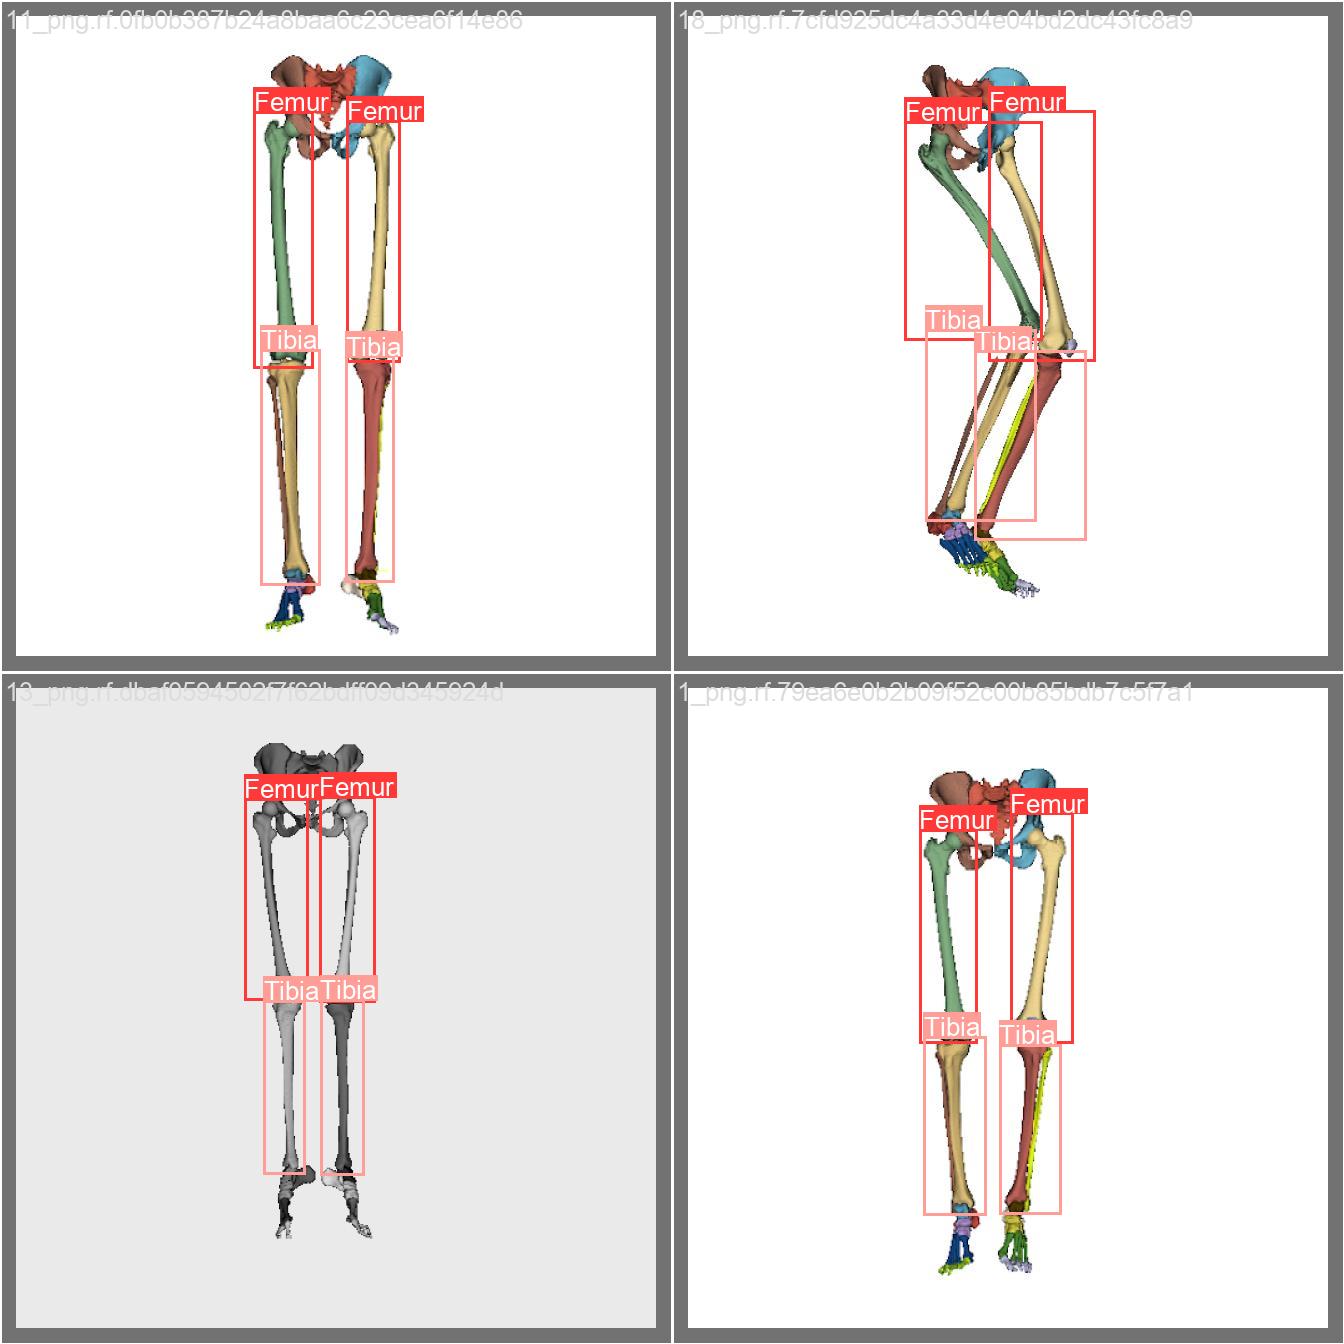 11_png.rf.0fb0b387b24a8baa6c23cea6f14e86
Femur
Femur
Tibia
Tibia
18_png.rf.7cfd925dc4a33d4e04bd2dc43fc8a9
Femur
Femur
Tibia
Tibia
13_png.rf.dbaf0594502f7f62bdff09d345924d
Femur
Femur
Tibia
Tibia
1_png.rf.79ea6e0b2b09f52c00b85bdb7c5f7a1
Femur
Femur
Tibia
Tibia